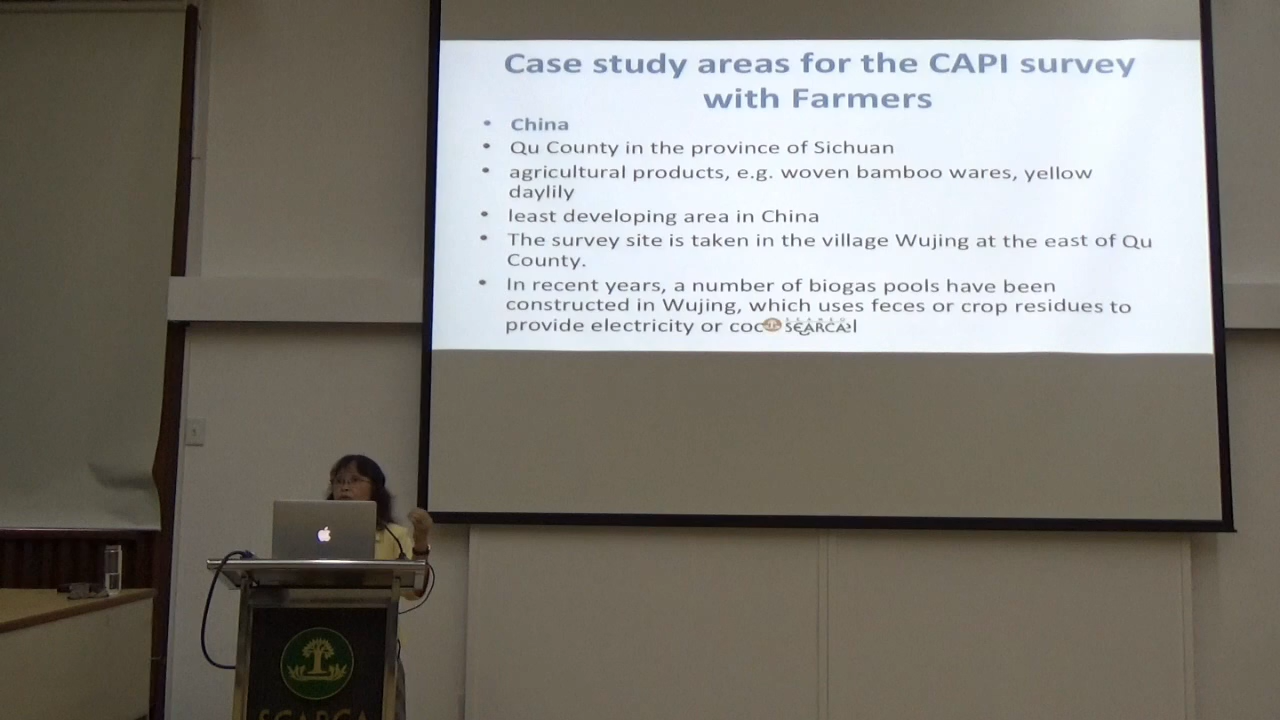 Case study areas for the CAPI survey
with Farmers
• China
• Qu County in the province of Sichuan
• agricultural products, e.g. woven bamboo wares, yellow
daylily
• least developing area in China
• The survey site is taken in the village Wujing at the east of Qu
County.
• In recent years, a number of biogas pools have been
constructed in Wujing, which uses feces or crop residues to
provide electricity or
SEARCA
SEARCA